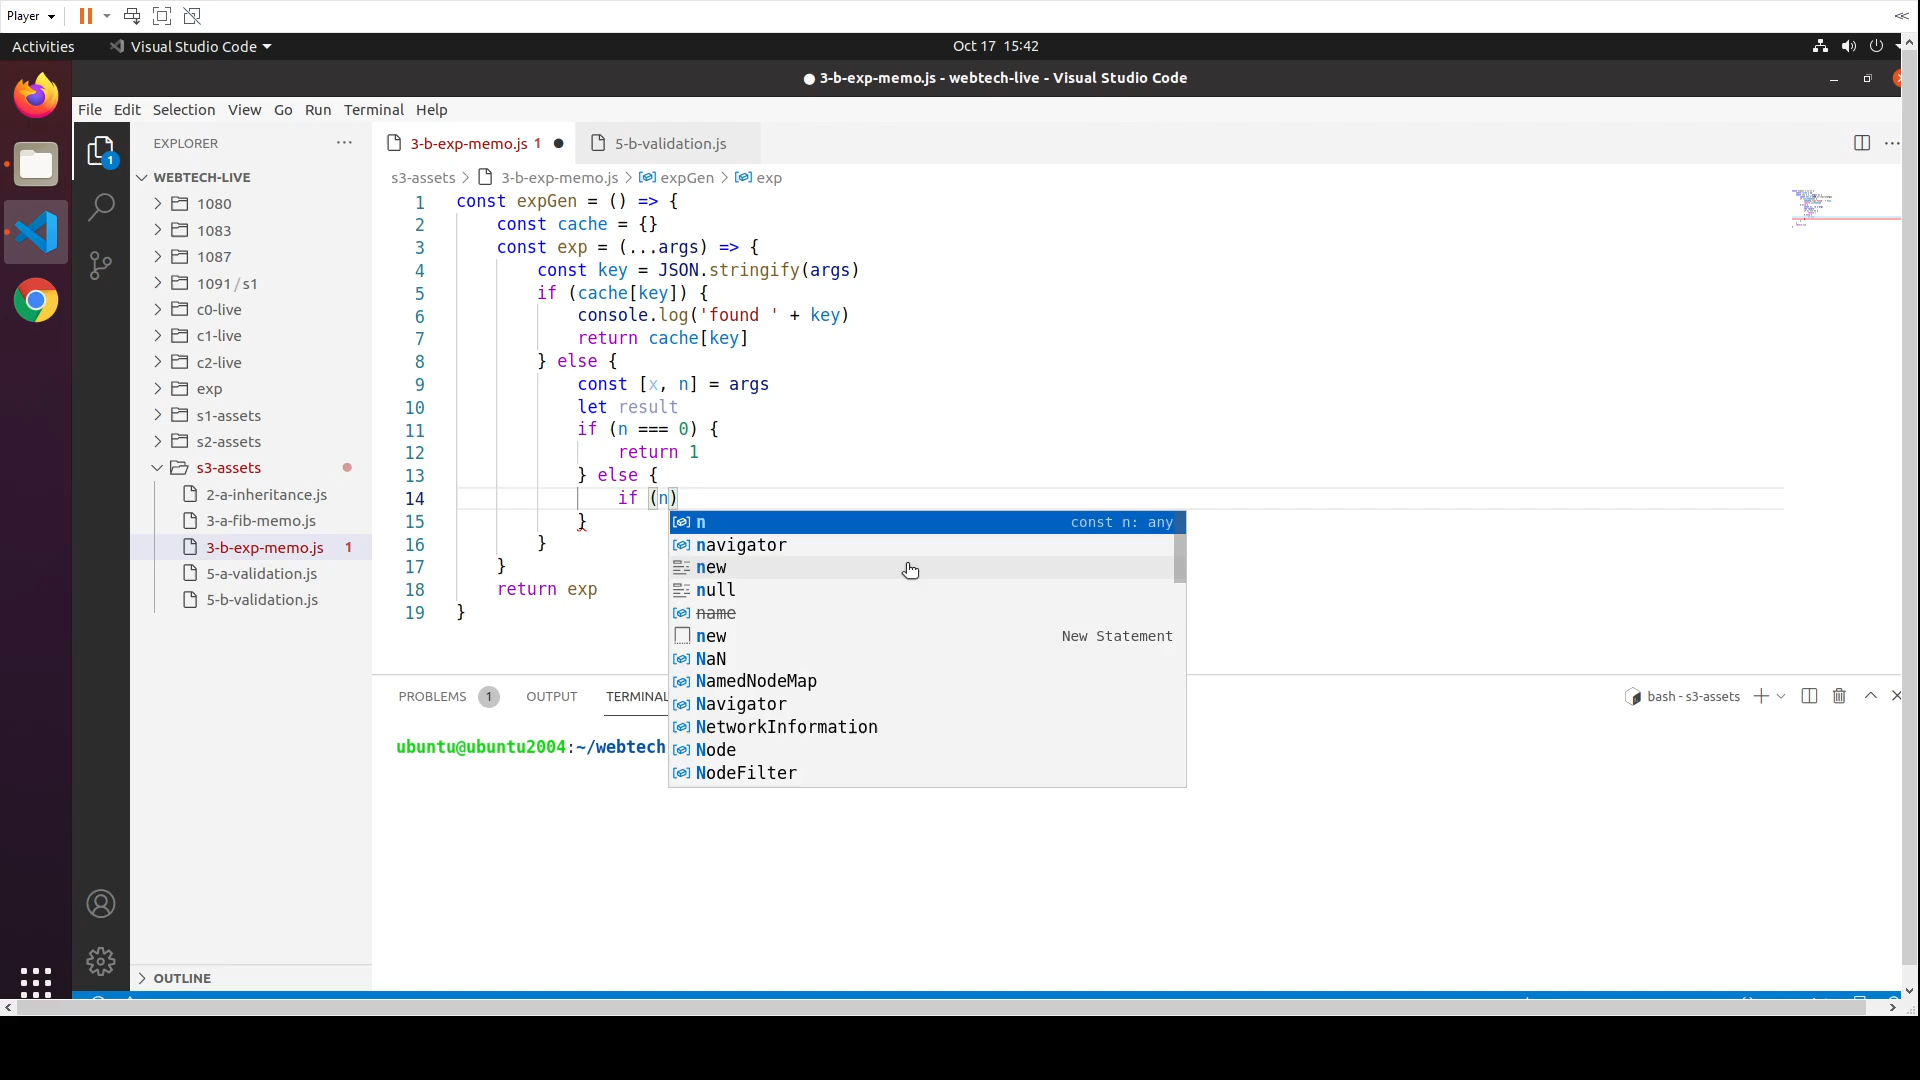 Player
Activities
Visual Studio Code
Oct 17 15:42
● 3-b-exp-memo.js - webtech-live - Visual Studio Code
File Edit Selection View Go Run Terminal Help
1
EXPLORER
WEBTECH-LIVE
1080
1083
1087
1091 / s1
c0-live
c1-live
c2-live
exp
s1-assets
s2-assets
s3-assets
2-a-inheritance.js
3-a-fib-memo.js
3-b-exp-memo.js 1
5-a-validation.js
5-b-validation.js
OUTLINE
3-b-exp-memo.js 1
5-b-validation.js
s3-assets > 3-b-exp-memo.js > expGen > exp
1 const expGen = () => {
2 const cache = {}
3 const exp = (...args) => {
4 const key = JSON.stringify(args)
5 if (cache[key]) {
6 console.log('found ' + key)
7 return cache[key]
8 } else {
9 const [x, n] = args
10 let result
11 if (n === 0) {
12 return 1
13 } else {
14 if (n)
15 }
16 }
17 }
18 return exp
19 }
n const n: any
navigator
new
null
name
new New Statement
NaN
NamedNodeMap
Navigator
NetworkInformation
Node
NodeFilter
PROBLEMS 1 OUTPUT TERMINAL
bash - s3-assets
ubuntu@ubuntu2004:~/webtech